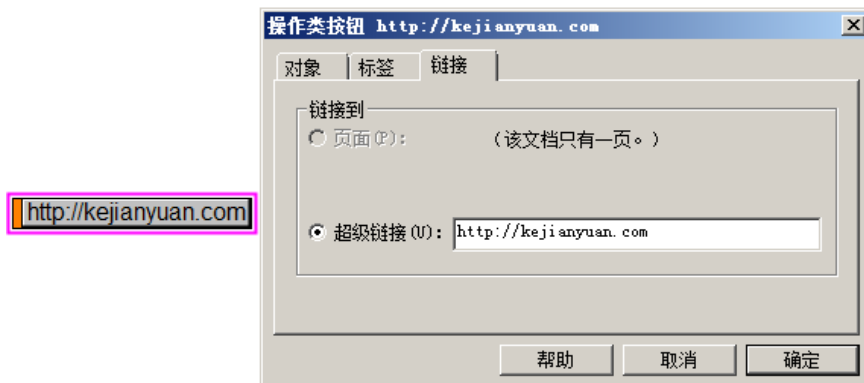 操作类按钮 http://kejianyuan.com
对象 标签 链接
链接到
页面(P): (该文档只有一页。)
http://kejianyuan.com
超级链接(U): http://kejianyuan.com
帮助 取消 确定